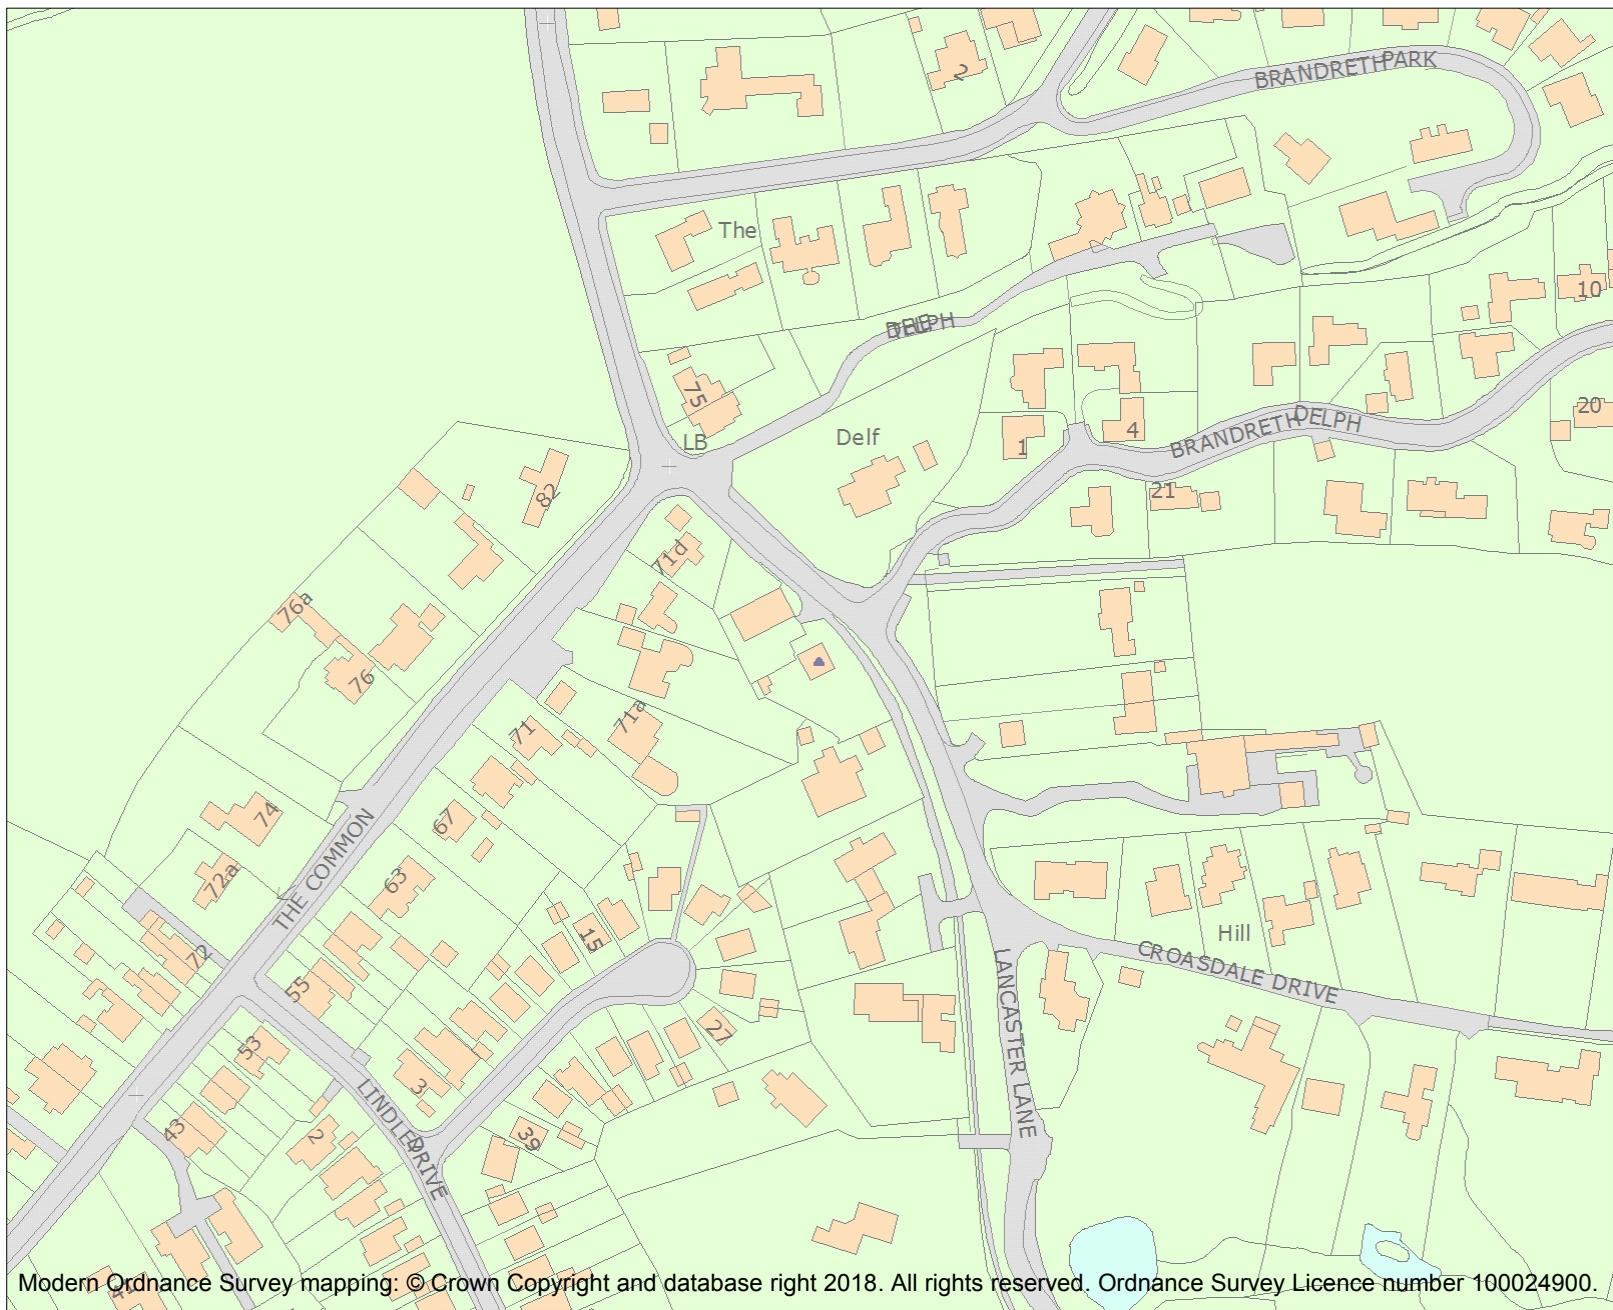 BRANDRETH PARK
2
The
THE DELPH
10
75
20
LB
Delf
1
4
BRANDRETH DELPH
82
21
71d
76a
76
71a
71
74
67
72a
63
THE COMMON
15
Hill
72
CROASDALE DRIVE
55
LANCASTER LANE
27
53
3
LINDLE DRIVE
43
2
39
Modern Ordnance Survey mapping: © Crown Copyright and database right 2018. All rights reserved. Ordnance Survey Licence number 100024900.